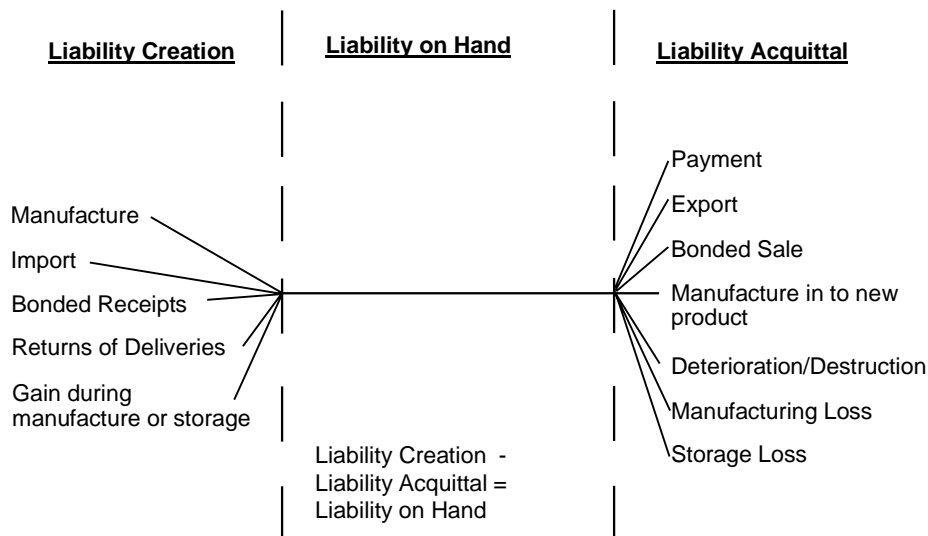 Liability Creation
Liability on Hand
Liability Acquittal
Manufacture
Import
Bonded Receipts
Returns of Deliveries
Gain during
manufacture or storage
Liability Creation -
Liability Acquittal =
Liability on Hand
Payment
Export
Bonded Sale
Manufacture in to new
product
Deterioration/Destruction
Manufacturing Loss
Storage Loss